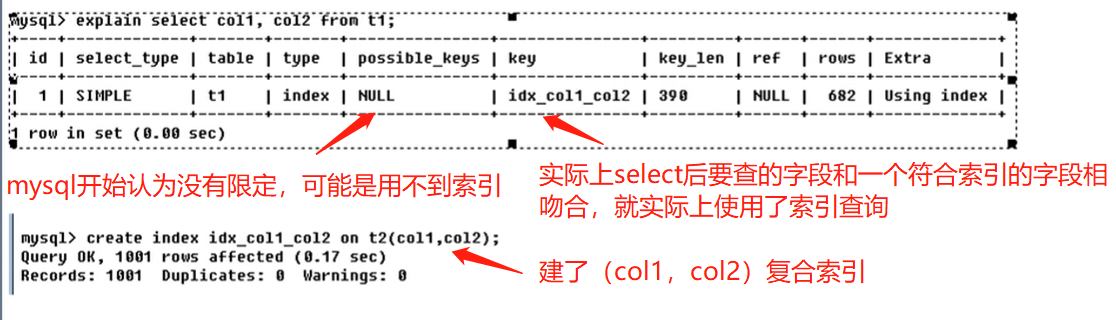 mysql> explain select col1, col2 from t1;
| id | select_type | table | type | possible_keys | key | key_len | ref | rows | Extra |
| 1 | SIMPLE | t1 | index | NULL | idx_col1_col2 | 390 | NULL | 682 | Using index |
1 row in set (0.00 sec)
mysql开始认为没有限定，可能是用不到索引
实际上select后要查的字段和一个符合索引的字段相
吻合，就实际上使用了索引查询
mysql> create index idx_col1_col2 on t2(col1,col2);
Query OK, 1001 rows affected (0.17 sec)
Records: 1001  Duplicates: 0  Warnings: 0
建了（col1，col2）复合索引